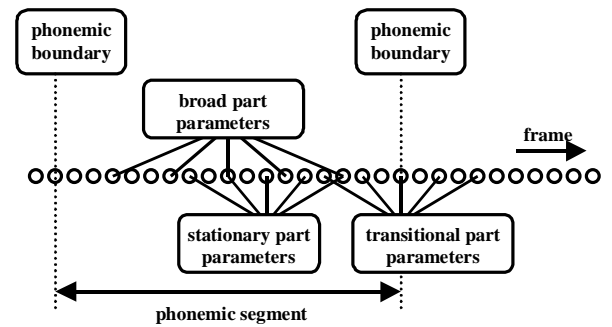 phonemic
boundary
phonemic
boundary
broad part
parameters
frame
stationary part
parameters
transitional part
parameters
phonemic segment